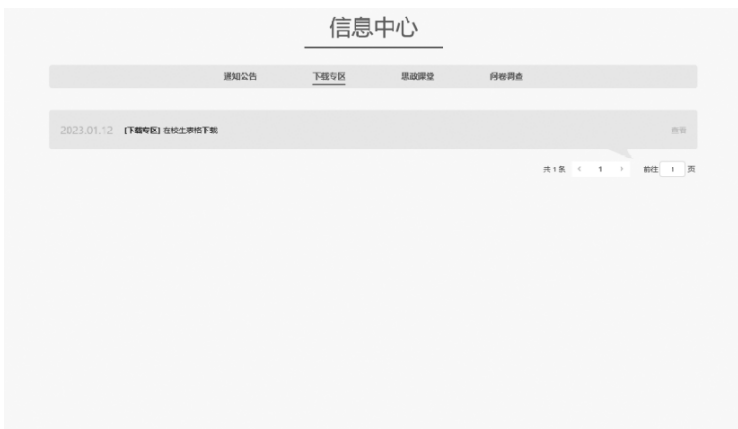 信息中心
通知公告 下载专区 思政课堂 问卷调查
2023.01.12 [下载专区] 在校生表格下载 查看
共 1 条 < 1 > 前往 1 页